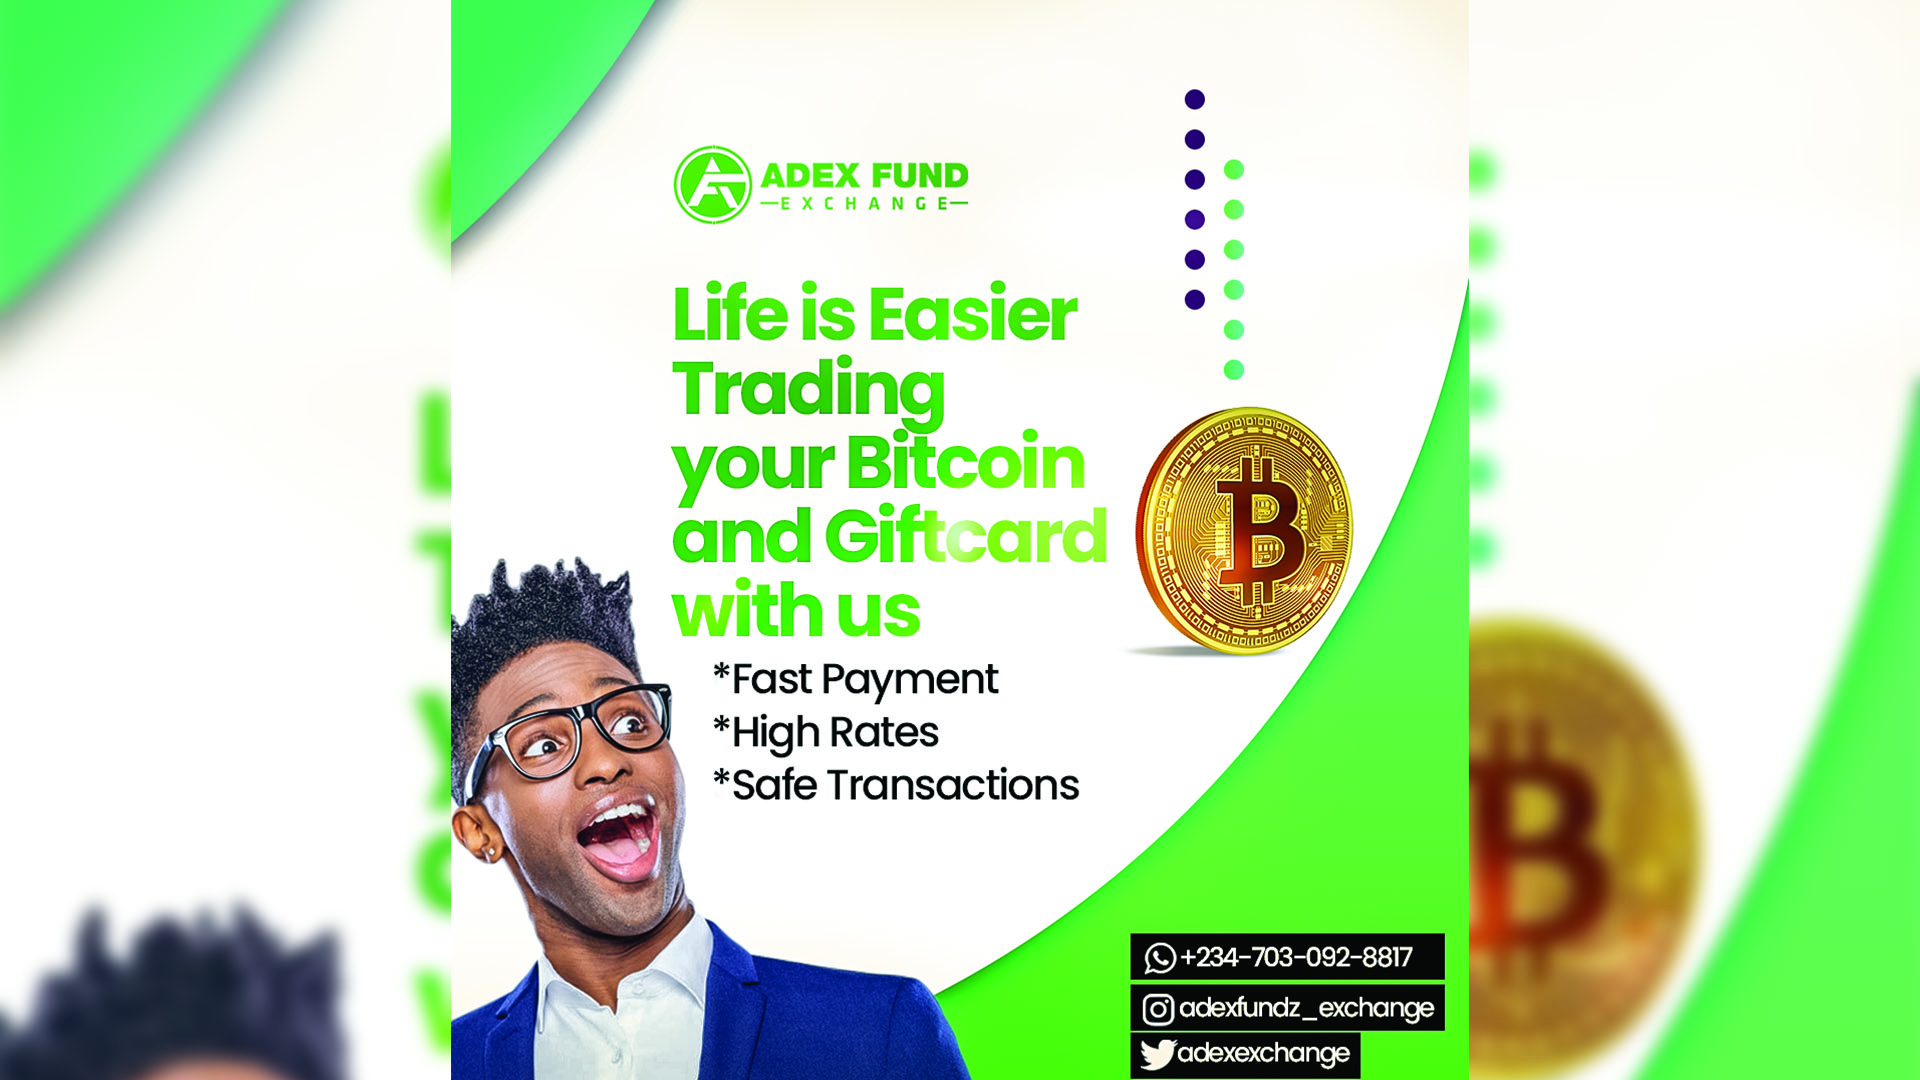 ADEX FUND
EXCHANGE
Life is Easier
Trading
your Bitcoin
and Giftcard
with us
*Fast Payment
*High Rates
*Safe Transactions
+234-703-092-8817
adexfundz_exchange
adexexchange